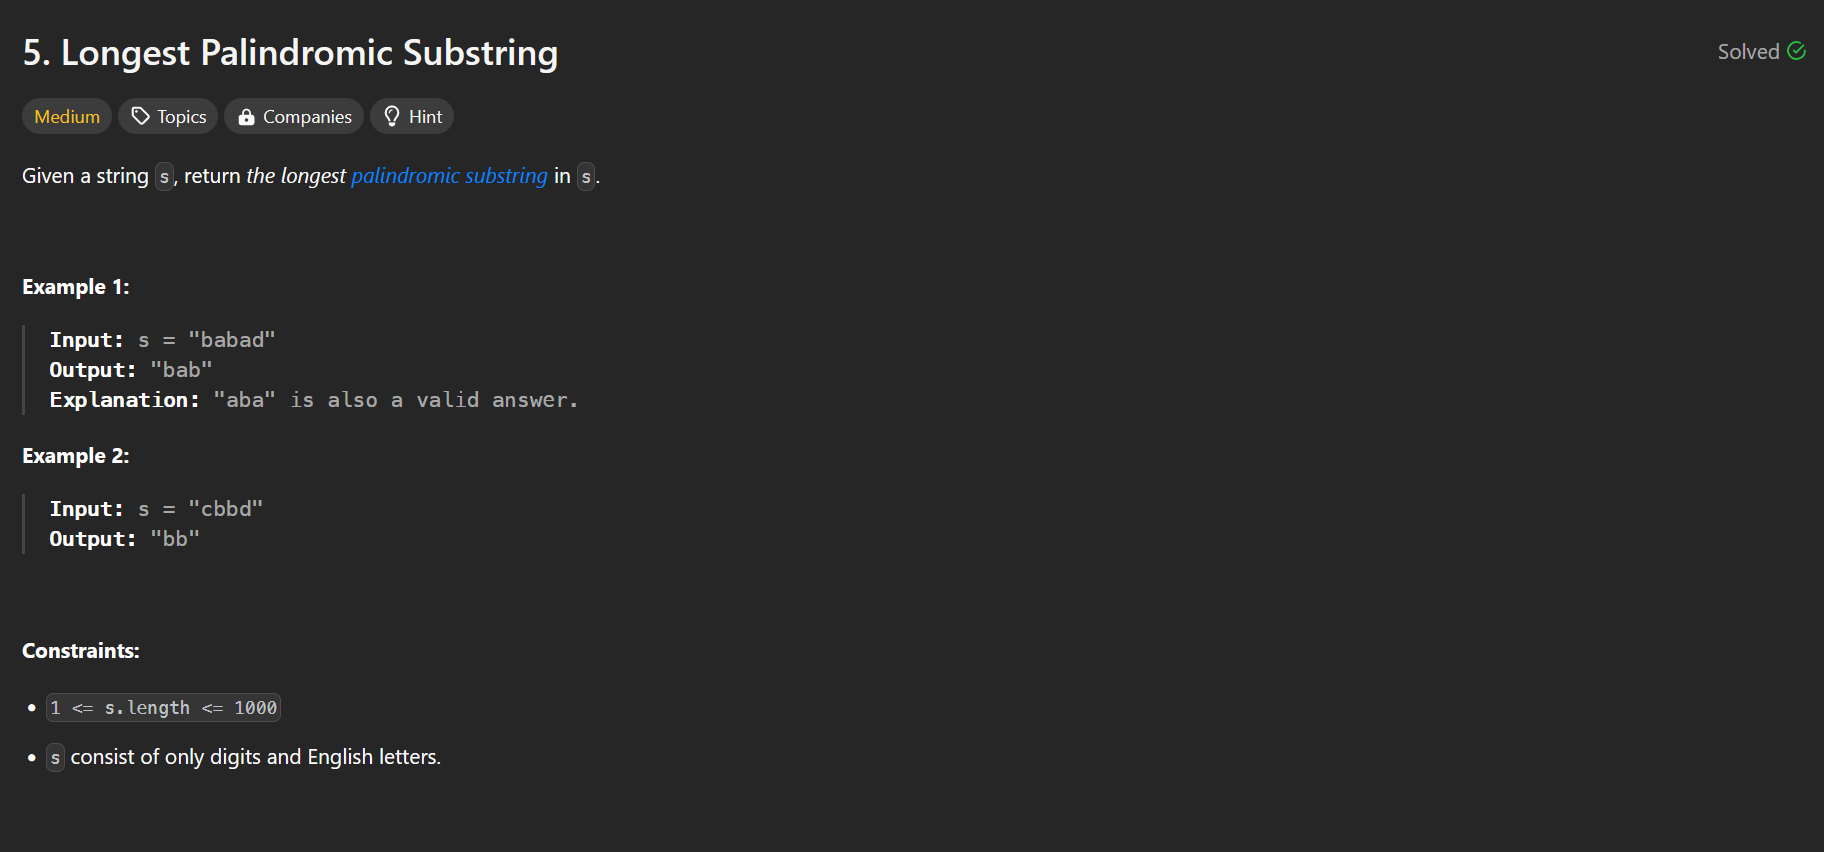 5. Longest Palindromic Substring
Solved
Medium Topics Companies Hint
Given a string s, return the longest palindromic substring in s.
Example 1:
Input: s = "babad"
Output: "bab"
Explanation: "aba" is also a valid answer.
Example 2:
Input: s = "cbbd"
Output: "bb"
Constraints:
• 1 <= s.length <= 1000
• s consist of only digits and English letters.